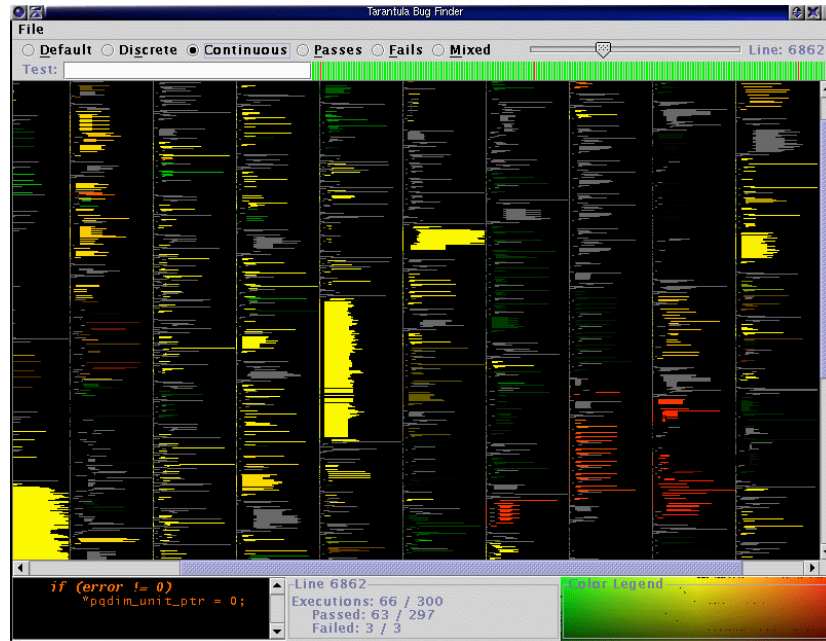 Tarantula Bug Finder
File
Default Discrete Continuous Passes Fails Mixed Line: 6862
Test:
if (error != 0)
*pqdim_unit_ptr = 0;
Line 6862
Executions: 66 / 300
Passed: 63 / 297
Failed: 3 / 3
Color Legend